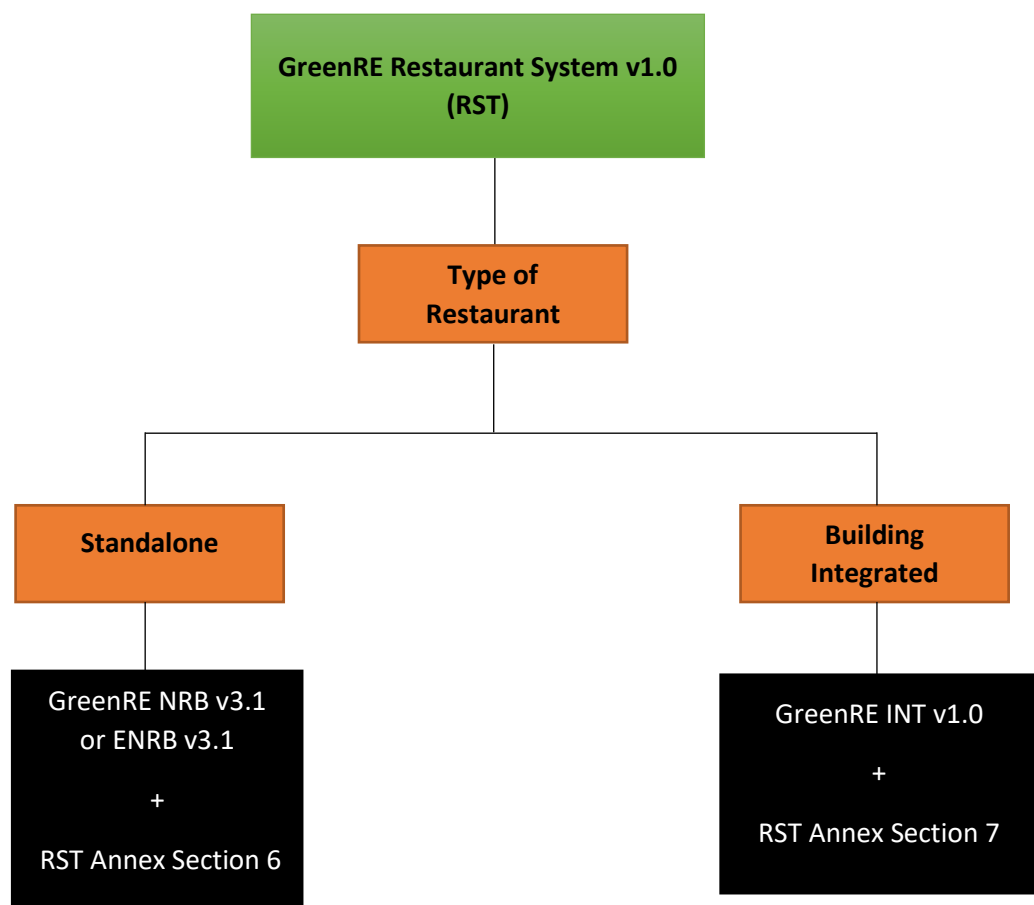 GreenRE Restaurant System v1.0
(RST)
Type of
Restaurant
Standalone
Building
Integrated
GreenRE NRB v3.1
or ENRB v3.1
+
RST Annex Section 6
GreenRE INT v1.0
+
RST Annex Section 7